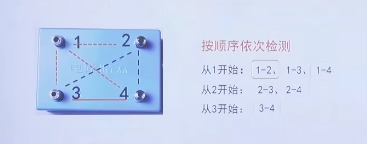 1 2
3 4
按顺序依次检测
从1开始： 1-2、 1-3、 1-4
从2开始： 2-3、 2-4
从3开始： 3-4